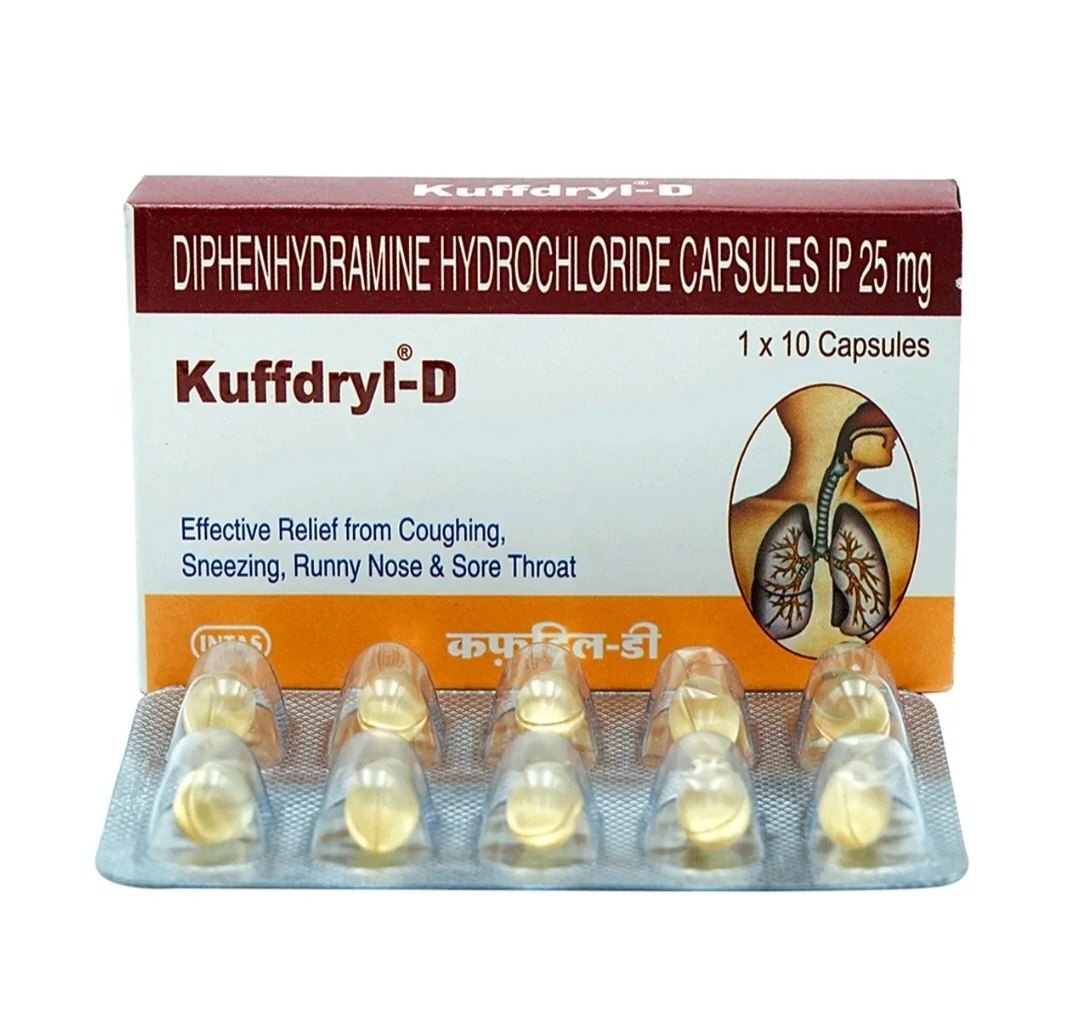 Kuffdryl®-D
DIPHENHYDRAMINE HYDROCHLORIDE CAPSULES IP 25 mg
1 x 10 Capsules
Kuffdryl®-D
Effective Relief from Coughing,
Sneezing, Runny Nose & Sore Throat
INTAS
कफ़ड्रिल-डी